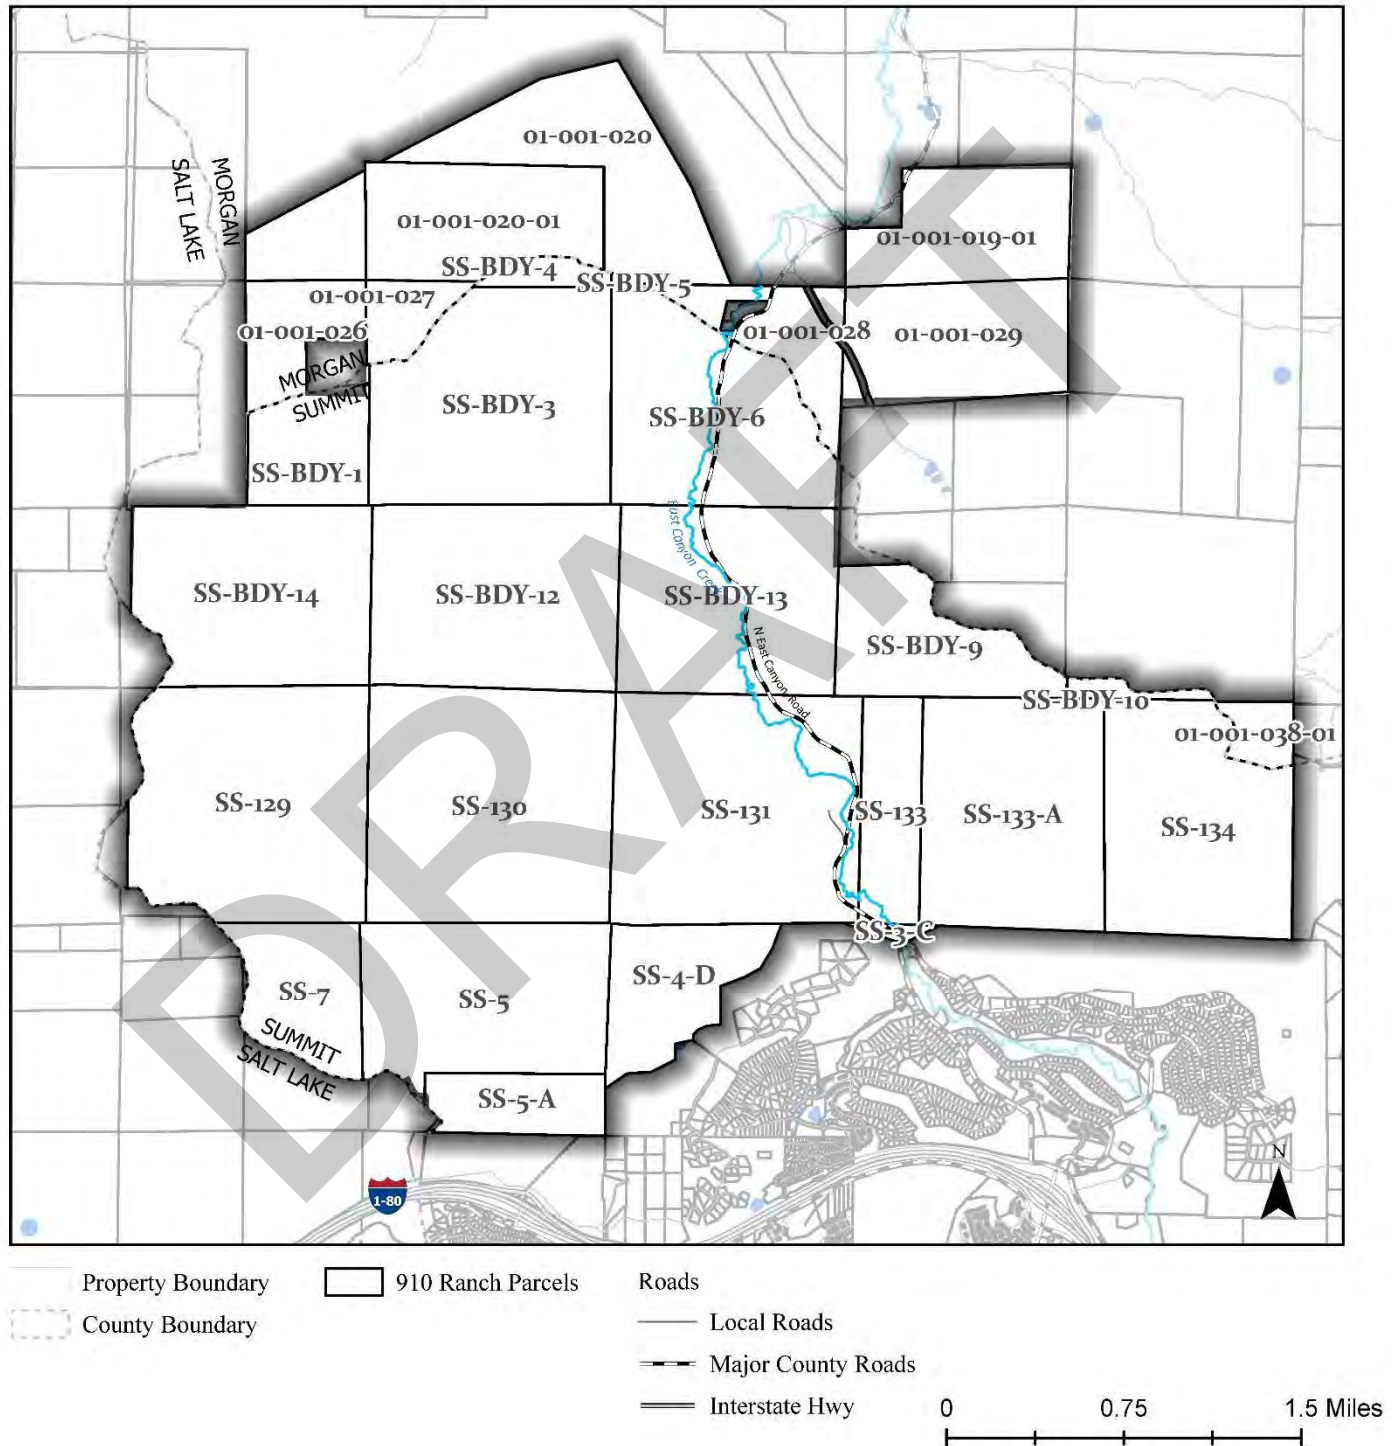 01-001-020
MORGAN
SALT LAKE
01-001-020-01
01-001-019-01
SS-BDY-4
SS-BDY-5
01-001-027
01-001-026
01-001-028
01-001-029
MORGAN
SUMMIT
SS-BDY-3
SS-BDY-6
SS-BDY-1
East Canyon Creek
SS-BDY-14
SS-BDY-12
SS-BDY-13
N East Canyon Road
SS-BDY-9
SS-BDY-10
01-001-038-01
SS-129
SS-130
SS-131
SS-133
SS-133-A
SS-134
SS-3-C
SS-7
SS-5
SS-4-D
SUMMIT
SALT LAKE
SS-5-A
DRAFT
1-80
N
Property Boundary
910 Ranch Parcels
Roads
County Boundary
Local Roads
Major County Roads
Interstate Hwy
0 0.75 1.5 Miles